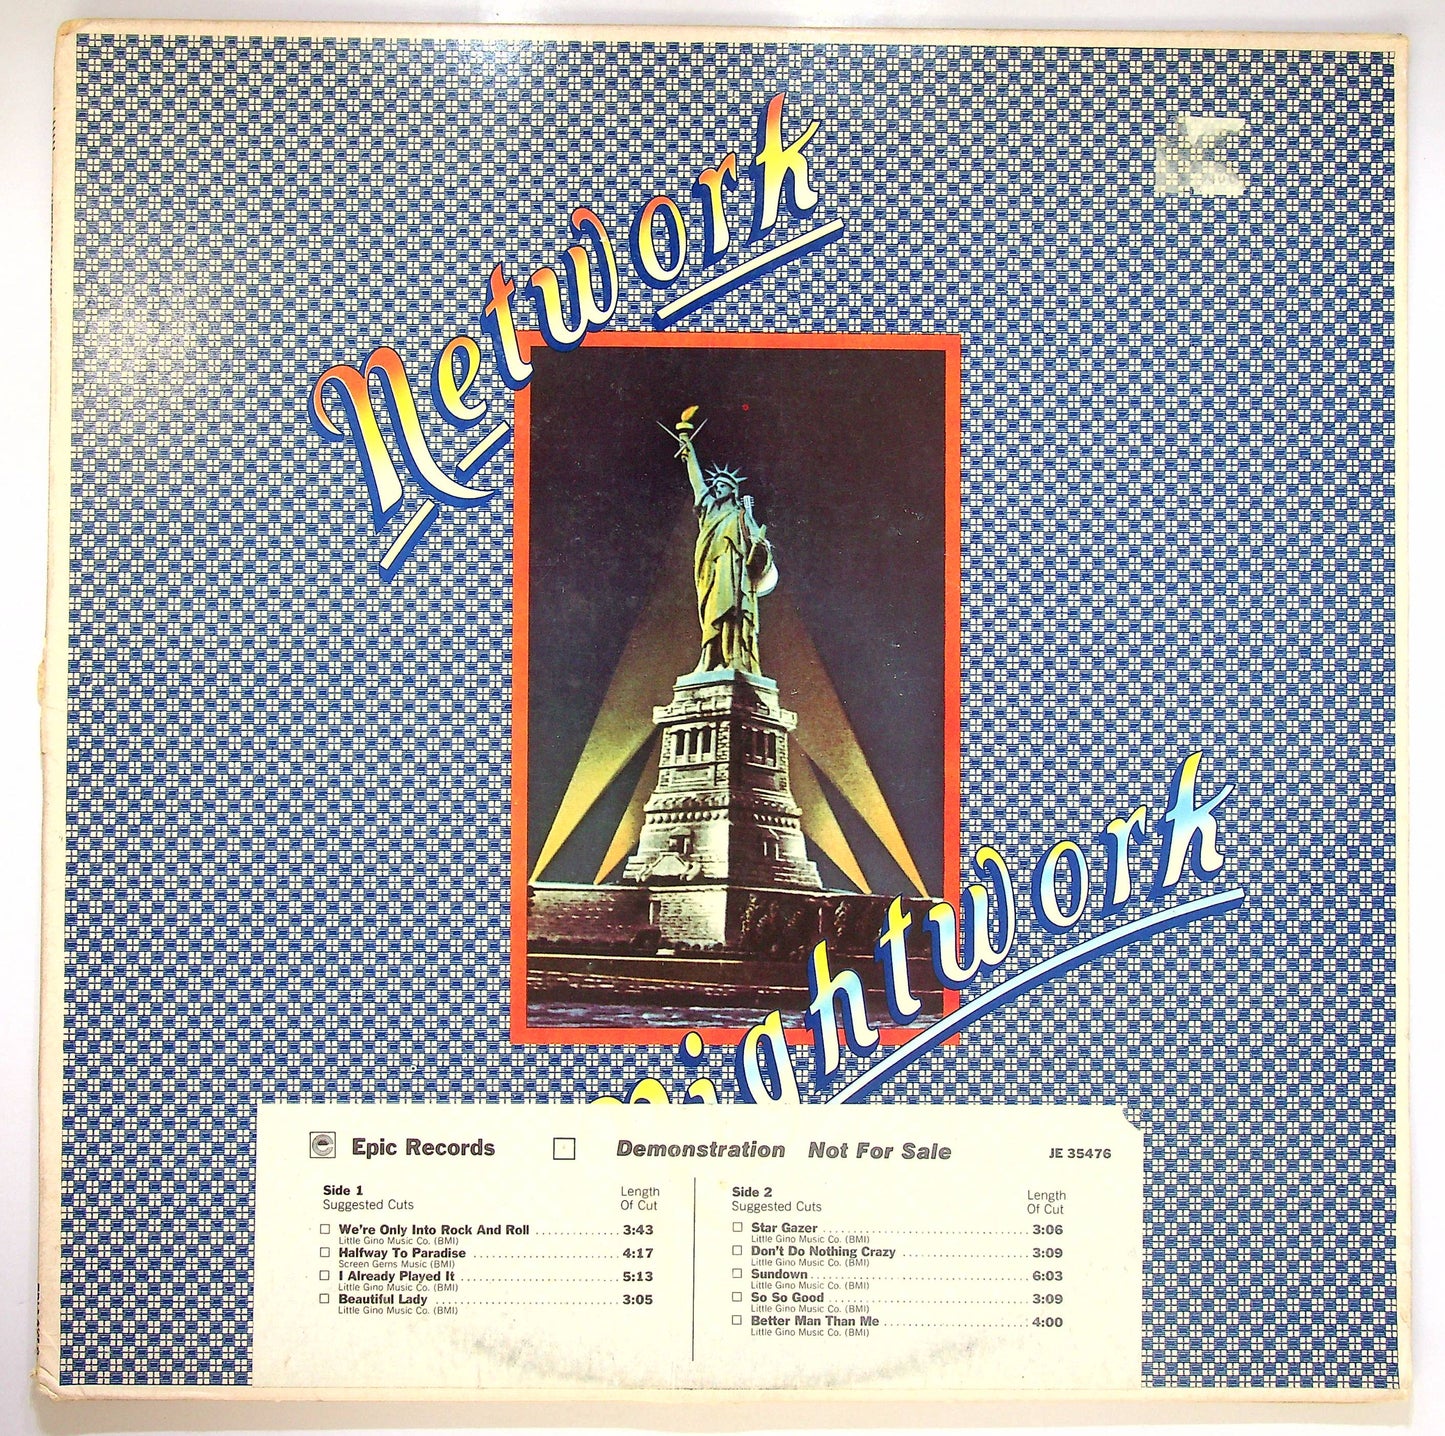 Network
nightwork
Epic Records Demonstration Not For Sale JE 35476
Side 1 Length
Suggested Cuts Of Cut
We're Only Into Rock And Roll 3:43
Little Gino Music Co. (BMI)
Halfway To Paradise 4:17
Screen Gems Music (BMI)
I Already Played It 5:13
Little Gino Music Co. (BMI)
Beautiful Lady 3:05
Little Gino Music Co. (BMI)
Side 2 Length
Suggested Cuts Of Cut
Star Gazer 3:06
Little Gino Music Co. (BMI)
Don't Do Nothing Crazy 3:09
Little Gino Music Co. (BMI)
Sundown 6:03
Little Gino Music Co. (BMI)
So So Good 3:09
Little Gino Music Co. (BMI)
Better Man Than Me 4:00
Little Gino Music Co. (BMI)